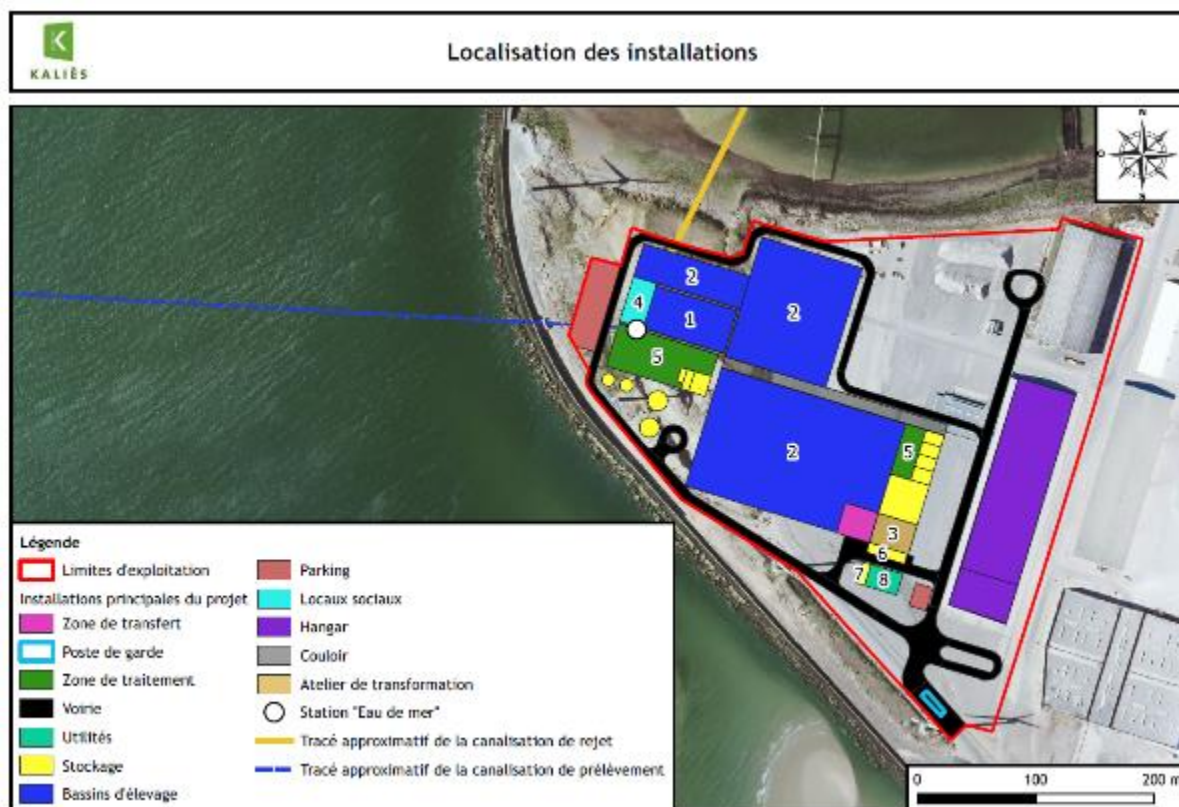 KALIÈS
Localisation des installations
N
O
2
2
4
1
5
2
5
3
6
7
8
Légende
Limites d'exploitation
Installations principales du projet
Zone de transfert
Poste de garde
Zone de traitement
Voirie
Utilités
Stockage
Bassins d'élevage
Parking
Locaux sociaux
Hangar
Couloir
Atelier de transformation
Station "Eau de mer"
Tracé approximatif de la canalisation de rejet
Tracé approximatif de la canalisation de prélèvement
0 100 200 m